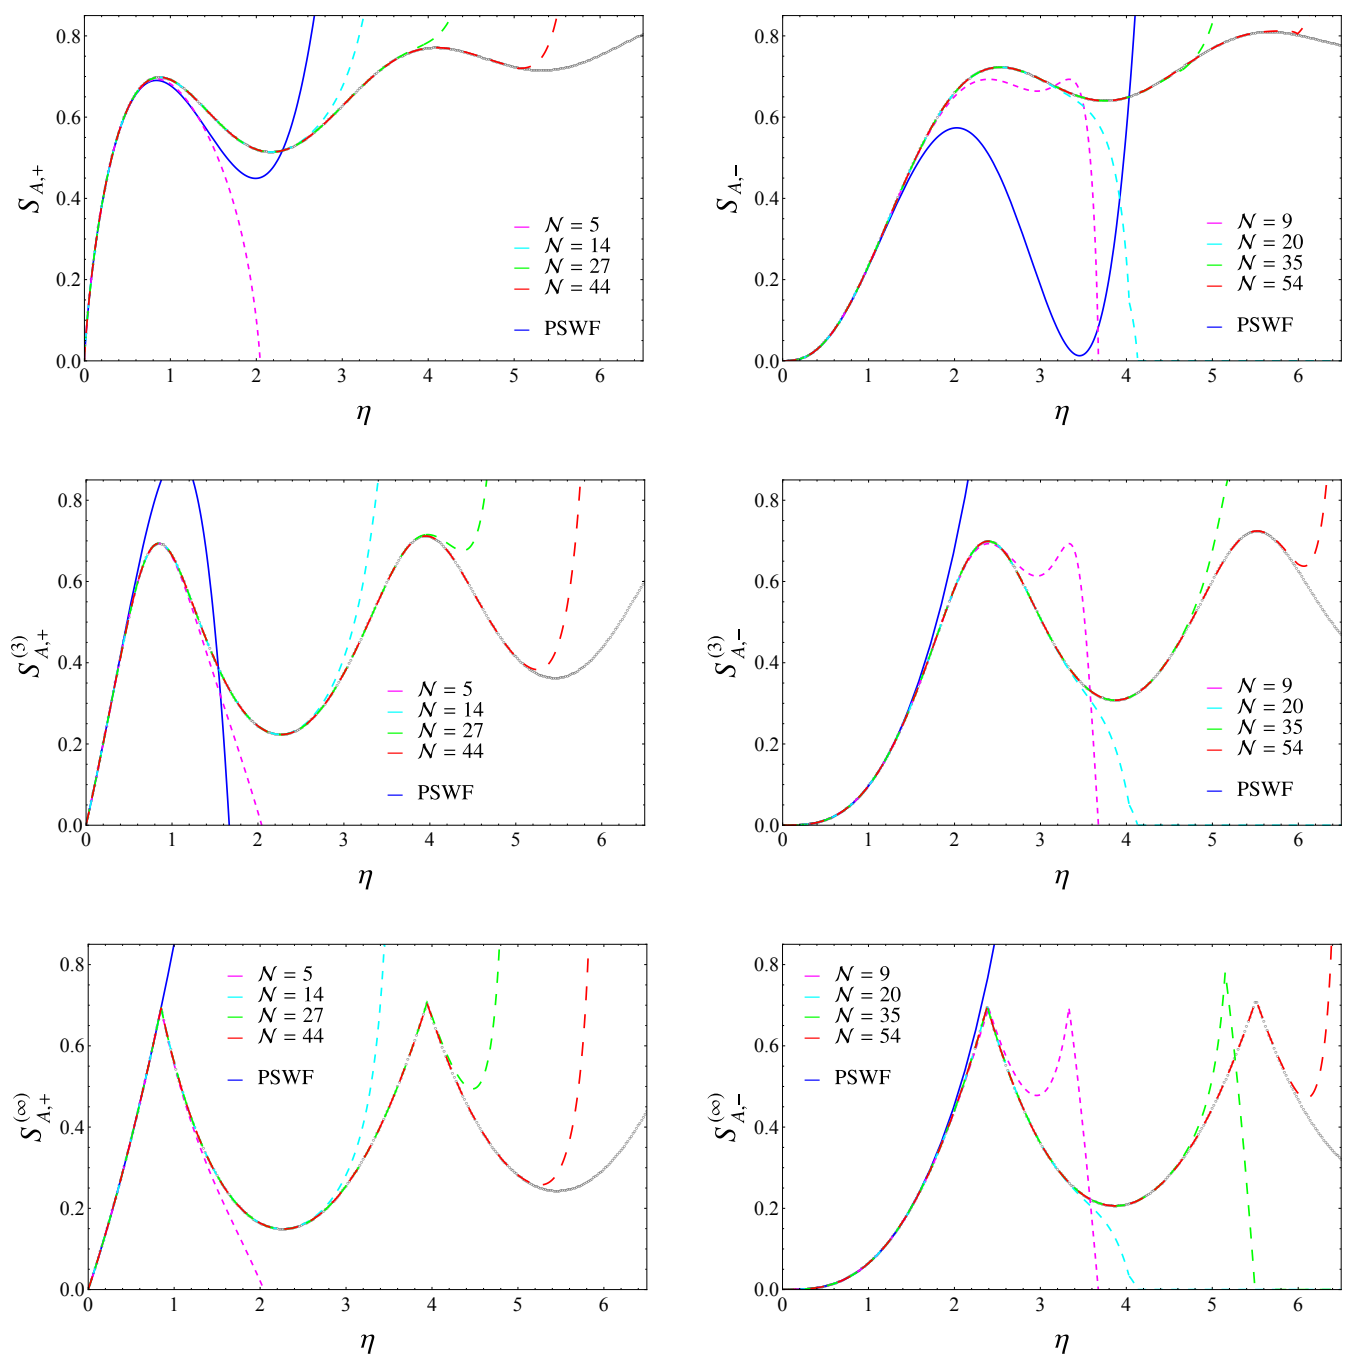 0.8
0.6
0.4
0.2
0.0
S_{A,+}
N = 5
N = 14
N = 27
N = 44
PSWF
0 1 2 3 4 5 6
η
0.8
0.6
0.4
0.2
0.0
S_{A,−}
N = 9
N = 20
N = 35
N = 54
PSWF
0 1 2 3 4 5 6
η
0.8
0.6
0.4
0.2
0.0
S_{A,+}^{(3)}
N = 5
N = 14
N = 27
N = 44
PSWF
0 1 2 3 4 5 6
η
0.8
0.6
0.4
0.2
0.0
S_{A,−}^{(3)}
N = 9
N = 20
N = 35
N = 54
PSWF
0 1 2 3 4 5 6
η
0.8
0.6
0.4
0.2
0.0
S_{A,+}^{(∞)}
N = 5
N = 14
N = 27
N = 44
PSWF
0 1 2 3 4 5 6
η
0.8
0.6
0.4
0.2
0.0
S_{A,−}^{(∞)}
N = 9
N = 20
N = 35
N = 54
PSWF
0 1 2 3 4 5 6
η